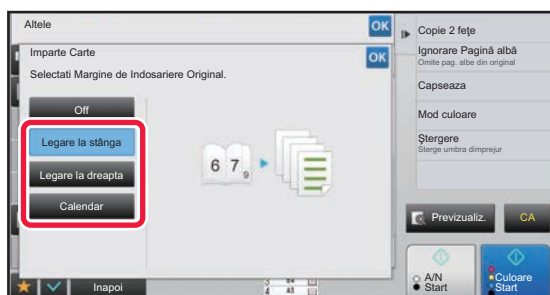 Altele
OK
Imparte Carte
OK
Selectati Margine de Indosariere Original.
Off
Legare la stânga
Legare la dreapta
Calendar
6 7 9
Inapoi
Copie 2 feţe
Ignorare Pagină albă
Omite pag. albe din original
Capseaza
Mod culoare
Ştergere
Sterge umbra dimprejur
Previzualiz.
CA
A/N
Start
Culoare
Start